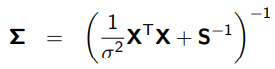 Σ = (1/σ² XᵀX + S⁻¹)⁻¹